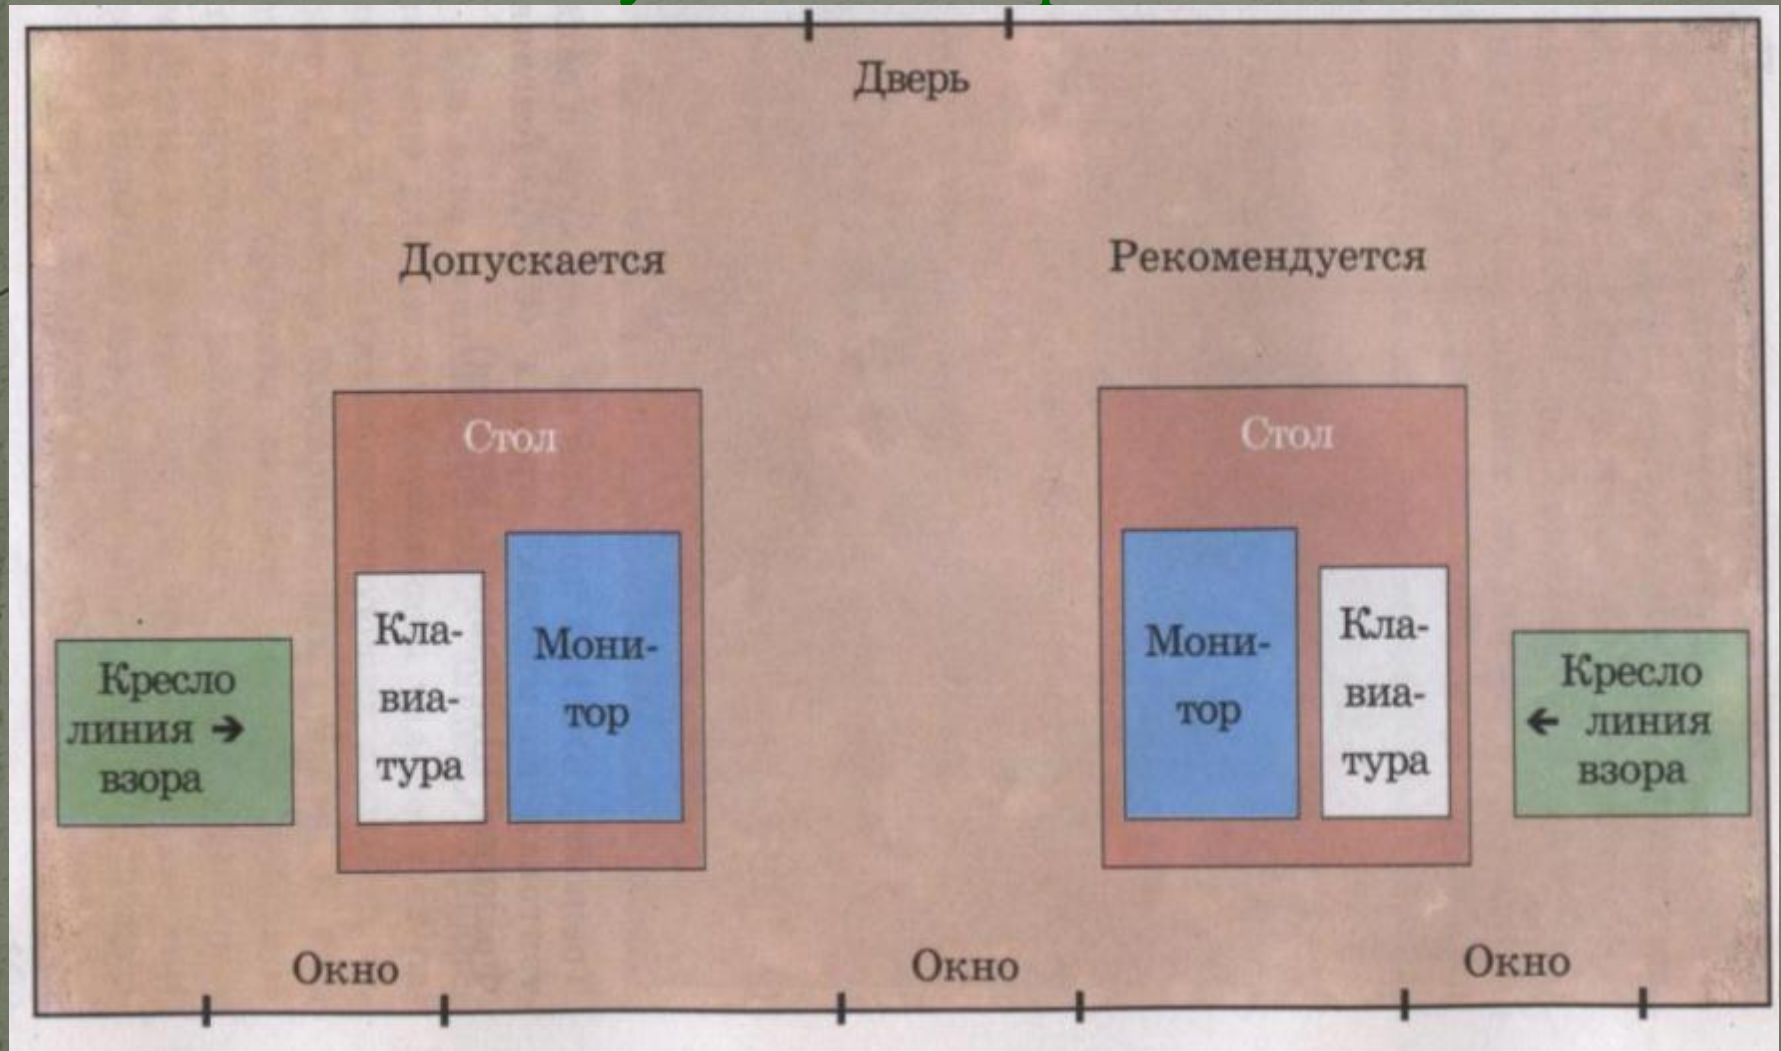 Дверь
Допускается
Рекомендуется
Стол
Стол
Кла-
виа-
тура
Мони-
тор
Мони-
тор
Кла-
виа-
тура
Кресло
линия →
взора
Кресло
← линия
взора
Окно
Окно
Окно